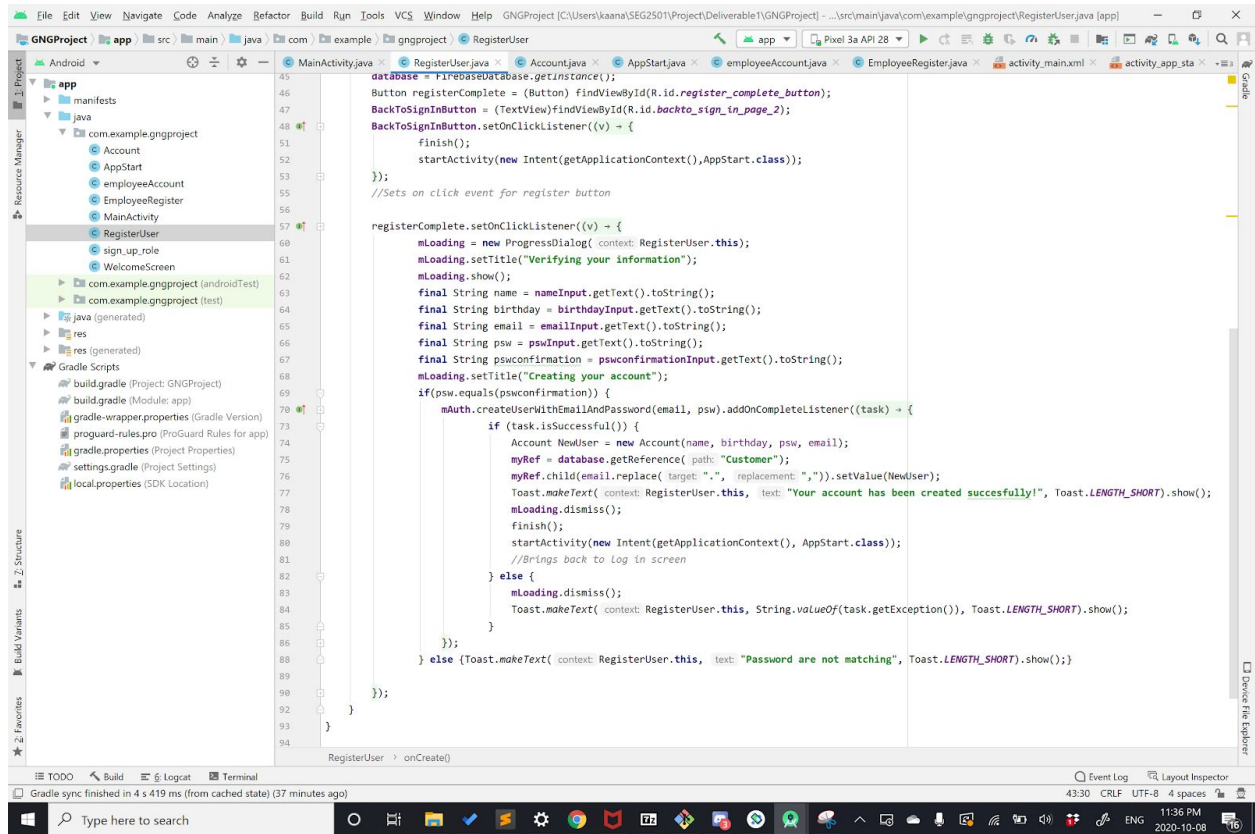 File Edit View Navigate Code Analyze Refactor Build Run Tools VCS Window Help GNGProject [C:\Users\kaana\SEG2501\Project\Deliverable1\GNGProject] - ...\src\main\java\com\example\gngproject\RegisterUser.java [app]
GNGProject app src main java com example gngproject RegisterUser app Pixel 3a API 28
Android MainActivity.java RegisterUser.java Account.java AppStart.java employeeAccount.java EmployeeRegister.java activity_main.xml activity_app_sta
1: Project
Resource Manager
Z: Structure
Build Variants
2: Favorites
app
manifests
java
com.example.gngproject
Account
AppStart
employeeAccount
EmployeeRegister
MainActivity
RegisterUser
sign_up_role
WelcomeScreen
com.example.gngproject (androidTest)
com.example.gngproject (test)
java (generated)
res
res (generated)
Gradle Scripts
build.gradle (Project: GNGProject)
build.gradle (Module: app)
gradle-wrapper.properties (Gradle Version)
proguard-rules.pro (ProGuard Rules for app)
gradle.properties (Project Properties)
settings.gradle (Project Settings)
local.properties (SDK Location)
45 database = FirebaseDatabase.getInstance();
46 Button registerComplete = (Button) findViewById(R.id.register_complete_button);
47 BackToSignInButton = (TextView)findViewById(R.id.backto_sign_in_page_2);
48 BackToSignInButton.setOnClickListener((v) → {
51 finish();
52 startActivity(new Intent(getApplicationContext(),AppStart.class));
53 });
55 //Sets on click event for register button
56
57 registerComplete.setOnClickListener((v) → {
60 mLoading = new ProgressDialog( context: RegisterUser.this);
61 mLoading.setTitle("Verifying your information");
62 mLoading.show();
63 final String name = nameInput.getText().toString();
64 final String birthday = birthdayInput.getText().toString();
65 final String email = emailInput.getText().toString();
66 final String psw = pswInput.getText().toString();
67 final String pswconfirmation = pswconfirmationInput.getText().toString();
68 mLoading.setTitle("Creating your account");
69 if(psw.equals(pswconfirmation)) {
70 mAuth.createUserWithEmailAndPassword(email, psw).addOnCompleteListener((task) → {
73 if (task.isSuccessful()) {
74 Account NewUser = new Account(name, birthday, psw, email);
75 myRef = database.getReference( path: "Customer");
76 myRef.child(email.replace( target: ".", replacement: ",")).setValue(NewUser);
77 Toast.makeText( context: RegisterUser.this, text: "Your account has been created succesfully!", Toast.LENGTH_SHORT).show();
78 mLoading.dismiss();
79 finish();
80 startActivity(new Intent(getApplicationContext(), AppStart.class));
81 //Brings back to log in screen
82 } else {
83 mLoading.dismiss();
84 Toast.makeText( context: RegisterUser.this, String.valueOf(task.getException()), Toast.LENGTH_SHORT).show();
85 }
86 });
88 } else {Toast.makeText( context: RegisterUser.this, text: "Password are not matching", Toast.LENGTH_SHORT).show();}
89
90 });
92 }
93 }
94
Gradle
Device File Explorer
RegisterUser › onCreate()
TODO Build 6: Logcat Terminal Event Log Layout Inspector
Gradle sync finished in 4 s 419 ms (from cached state) (37 minutes ago) 43:30 CRLF UTF-8 4 spaces
Type here to search ENG 11:36 PM
2020-10-08 16